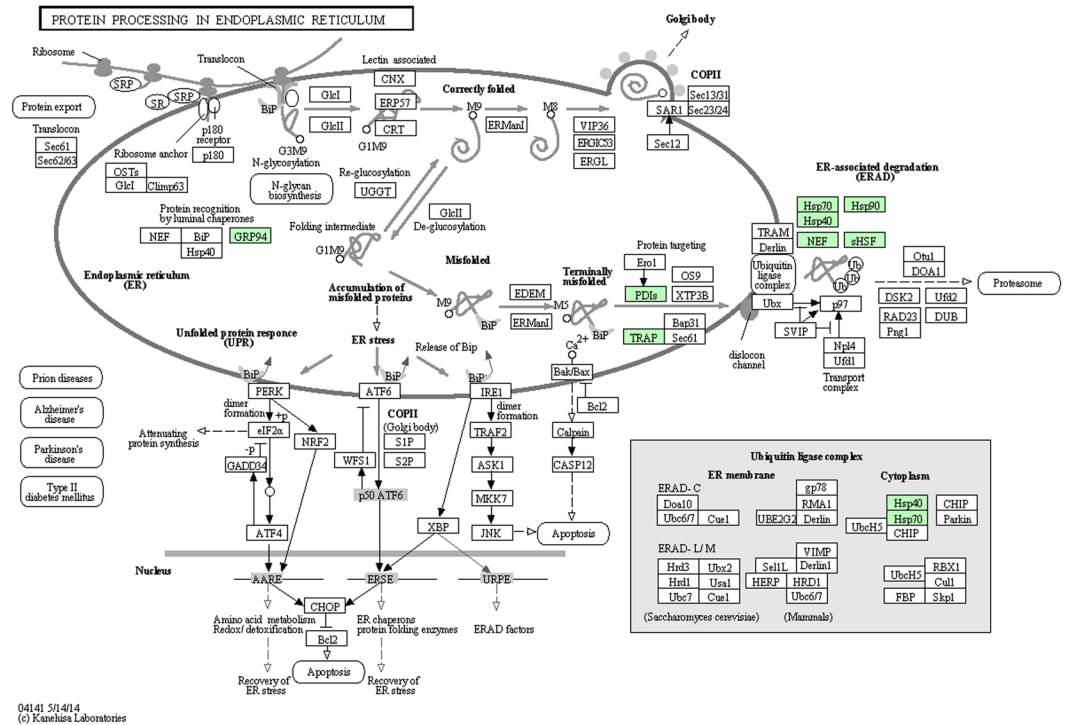 PROTEIN PROCESSING IN ENDOPLASMIC RETICULUM
Golgi body
Ribosome
Translocon
Lectin associated
CNX
Correctly folded
COPII
SRP
SR
SRP
BiP
GlcI
GlcII
ERP57
CRT
G1M9
M9
ERManI
M8
VIP36
ERGIC53
ERGL
SAR1
Sec13/31
Sec23/24
Sec12
Protein export
Translocon
Sec61
Sec62/63
p180
receptor
Ribosome anchor
p180
OSTs
GlcI
Climp63
G3M9
N-glycosylation
N-glycan
biosynthesis
Re-glucosylation
UGGT
GlcII
De-glucosylation
ER-associated degradation
(ERAD)
Hsp70
Hsp90
Hsp40
NEF
sHSF
Protein recognition
by luminal chaperones
NEF
BiP
GRP94
Hsp40
Folding intermediate
G1M9
Protein targeting
TRAM
Derlin
Ubiquitin
ligase
complex
Ub
Ub
Ub
Otu1
DOA1
Endoplasmic reticulum
(ER)
Misfolded
Accumulation of
misfolded proteins
Terminally
misfolded
Ero1
OS9
PDIs
XTP3B
Ubx
p97
SVIP
DSK2
Ufd2
RAD23
DUB
Png1
Proteasome
M9
BiP
EDEM
ERManI
M5
BiP
TRAP
Bap31
Sec61
dislocon
channel
Npl4
Ufd1
Transport
complex
Unfolded protein responce
(UPR)
ER stress
Release of Bip
Ca2+
Bak/Bax
BiP
PERK
BiP
ATF6
BiP
IRE1
Bcl2
Prion diseases
Alzheimer's
disease
Parkinson's
disease
Type II
diabetes mellitus
dimer
formation
+p
eIF2α
Attenuating
protein synthesis
-p
GADD34
NRF2
ATF4
COPII
(Golgi body)
S1P
S2P
WFS1
p50 ATF6
dimer
formation
TRAF2
ASK1
MKK7
JNK
XBP
Calpain
CASP12
Apoptosis
Nucleus
AARE
ERSE
URPE
CHOP
Amino acid metabolism
Redox/ detoxification
ER chaperons
protein folding enzymes
ERAD factors
Bcl2
Apoptosis
Recovery of
ER stress
Recovery of
ER stress
Ubiquitin ligase complex
ER membrane
Cytoplasm
ERAD- C
Doa10
Ubc6/7
Cue1
gp78
RMA1
UBE2G2
Derlin
Hsp40
Hsp70
UbcH5
CHIP
CHIP
Parkin
ERAD- L/ M
Hrd3
Ubx2
Hrd1
Usa1
Ubc7
Cue1
VIMP
Sel1L
Derlin1
HERP
HRD1
Ubc6/7
UbcH5
RBX1
Cul1
FBP
Skp1
(Saccharomyces cerevisiae)
(Mammals)
04141 5/14/14
(c) Kanehisa Laboratories